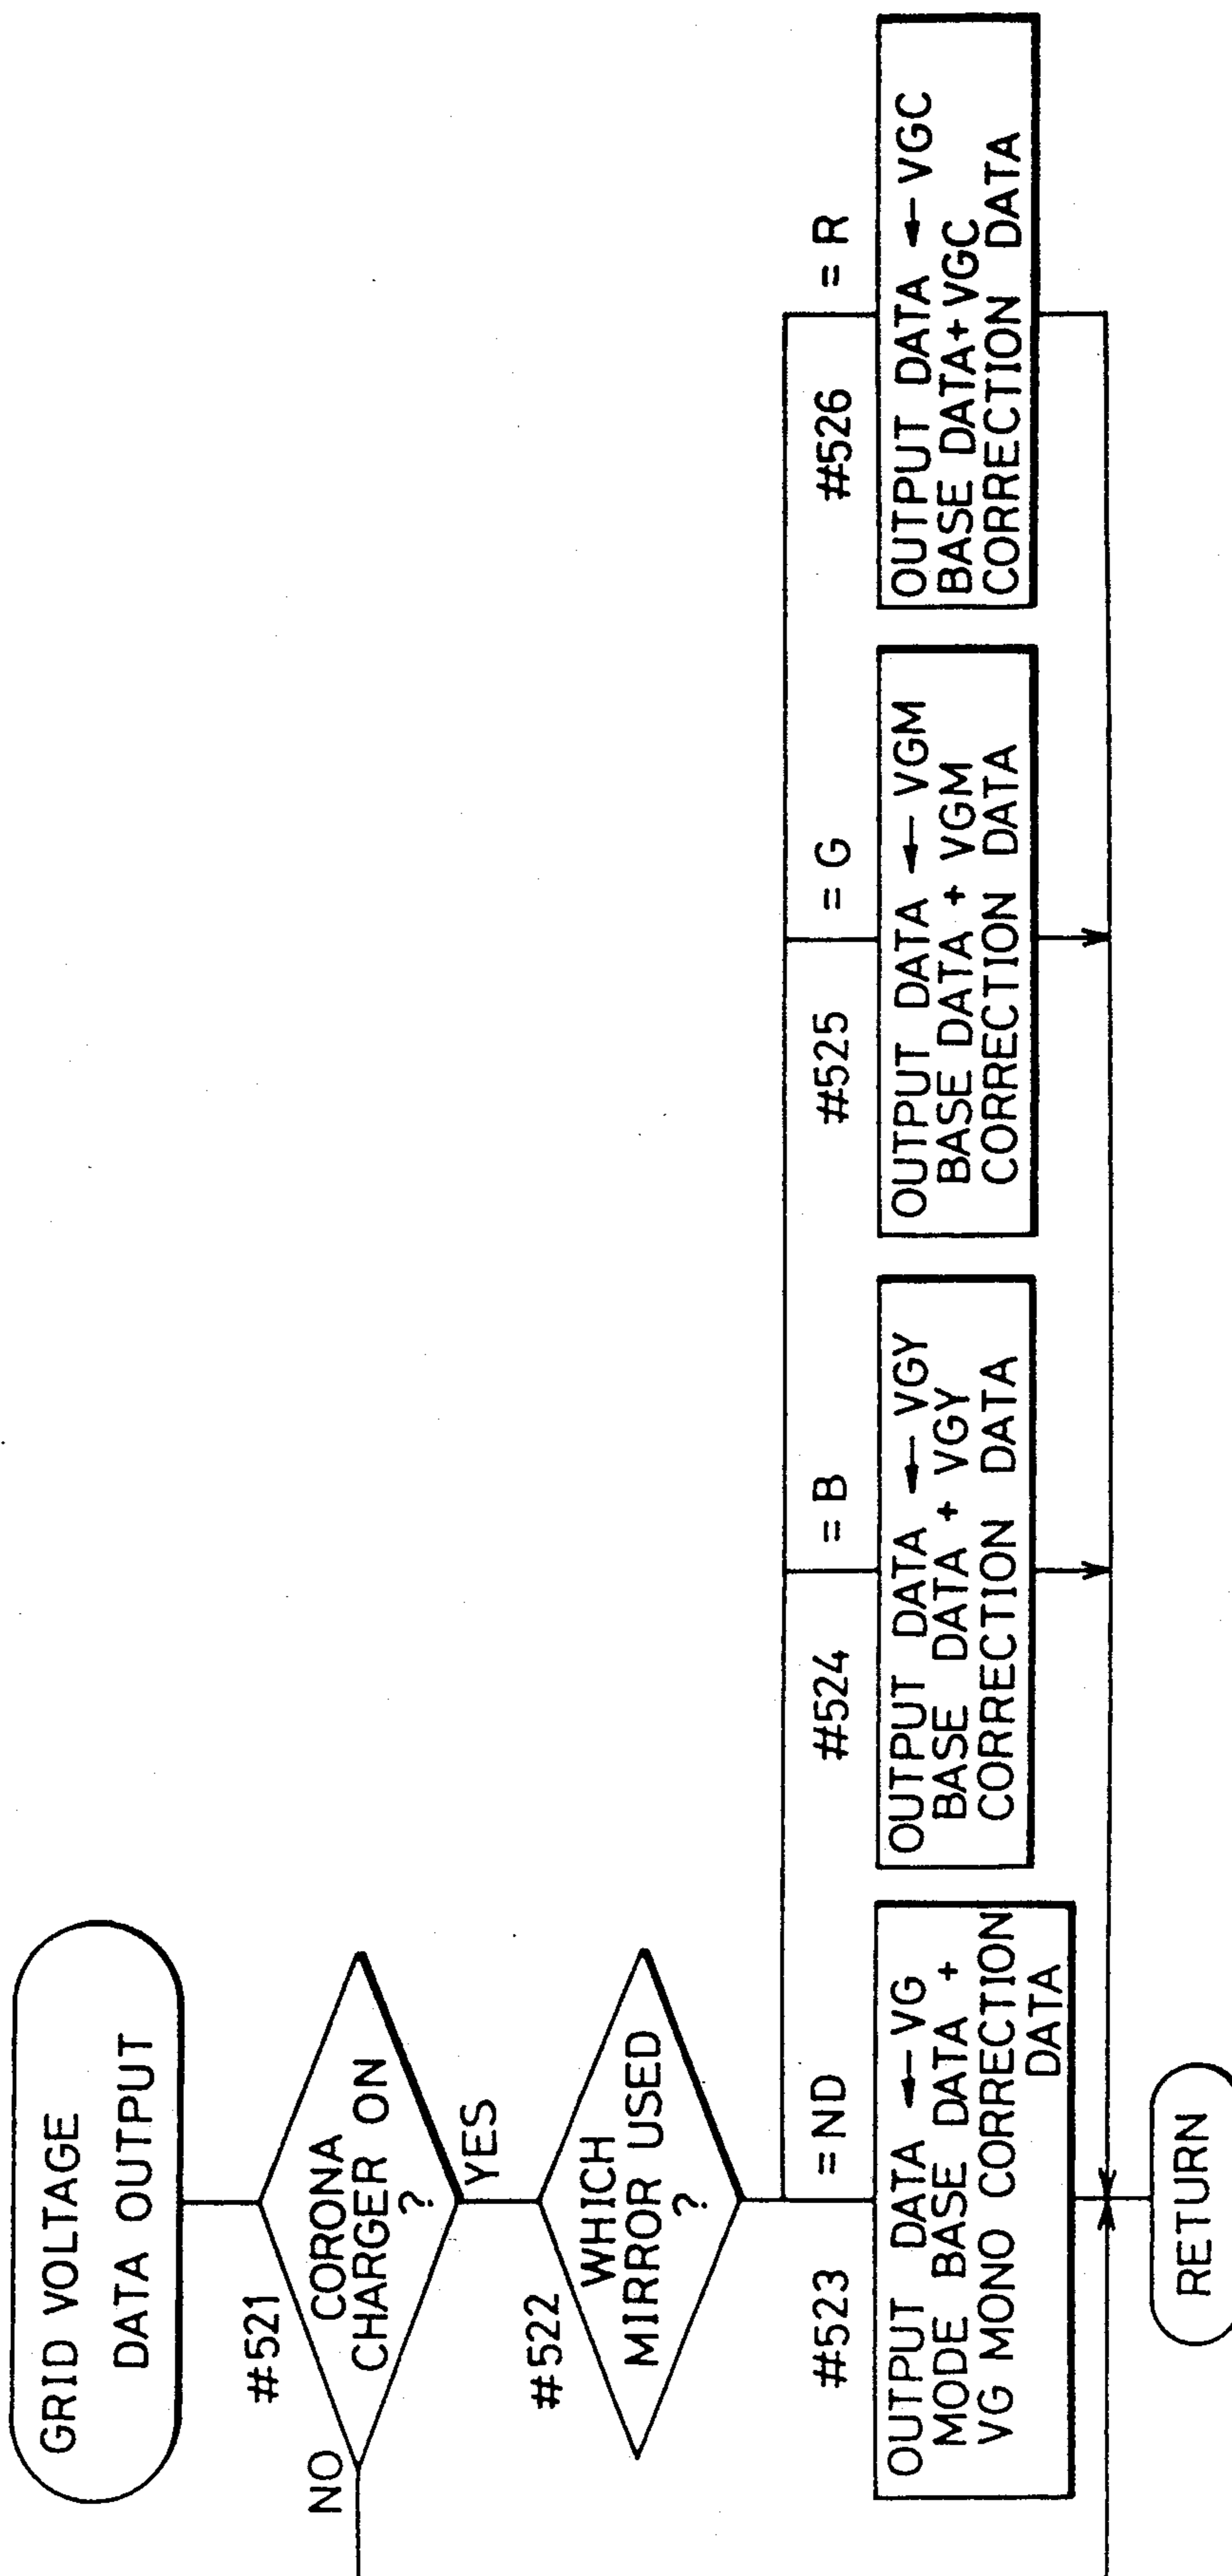 GRID VOLTAGE
DATA OUTPUT
#521
CORONA
CHARGER ON
?
NO
YES
#522
WHICH
MIRROR USED
?
#523
= ND
OUTPUT DATA ← VG
MODE BASE DATA +
VG MONO CORRECTION
DATA
#524
= B
OUTPUT DATA ← VGY
BASE DATA + VGY
CORRECTION DATA
#525
= G
OUTPUT DATA ← VGM
BASE DATA + VGM
CORRECTION DATA
#526
= R
OUTPUT DATA ← VGC
BASE DATA+VGC
CORRECTION DATA
RETURN